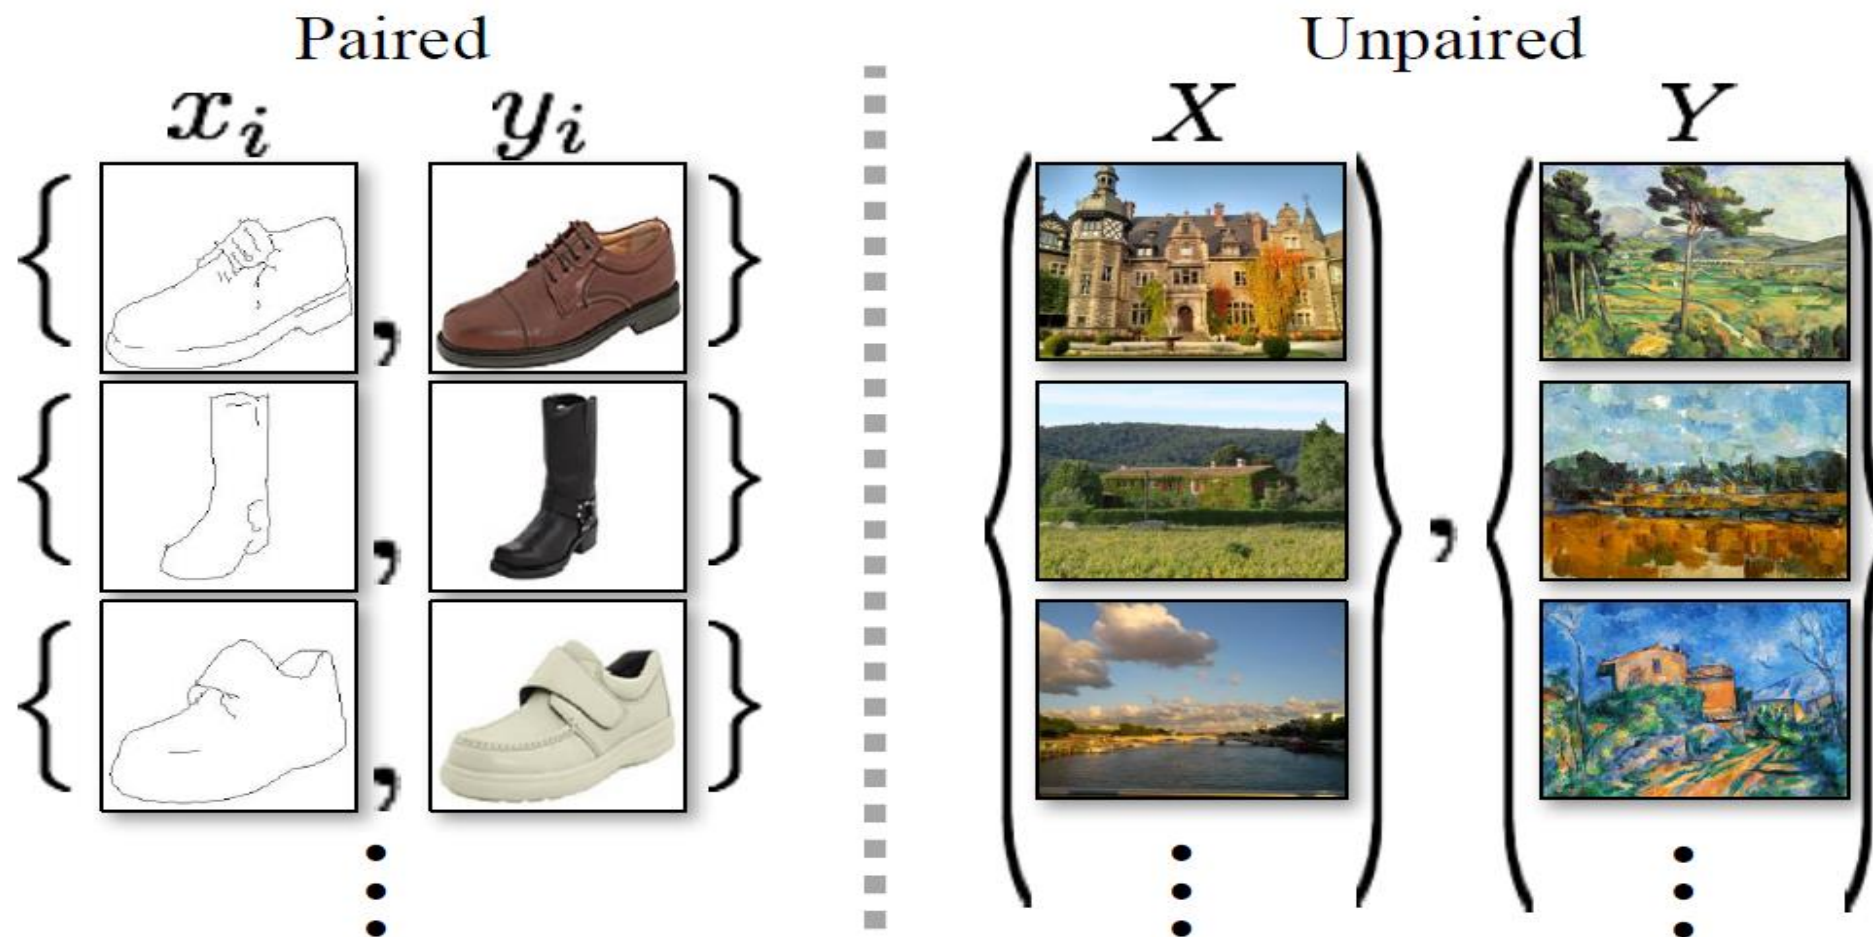 Paired
Unpaired
x_i
y_i
X
Y
{ , }
{ , }
{ , }
{ } , { }
⋮
⋮
⋮